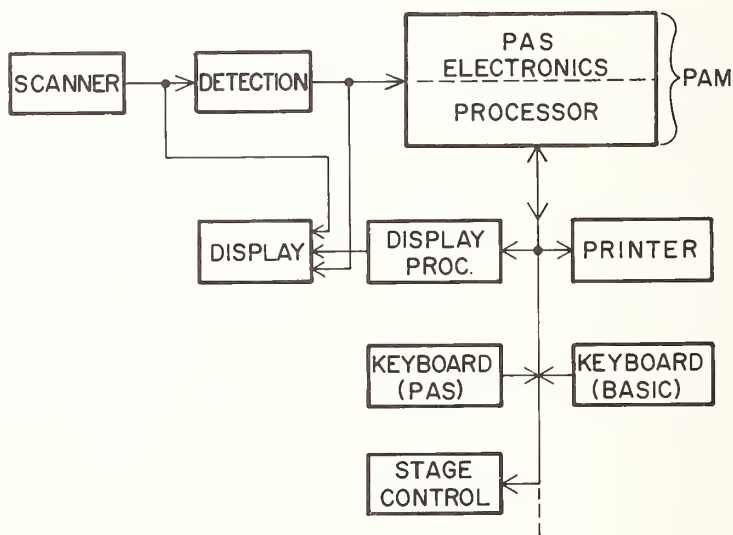 SCANNER
DETECTION
PAS
ELECTRONICS
PROCESSOR
PAM
DISPLAY
DISPLAY
PROC.
PRINTER
KEYBOARD
(PAS)
KEYBOARD
(BASIC)
STAGE
CONTROL